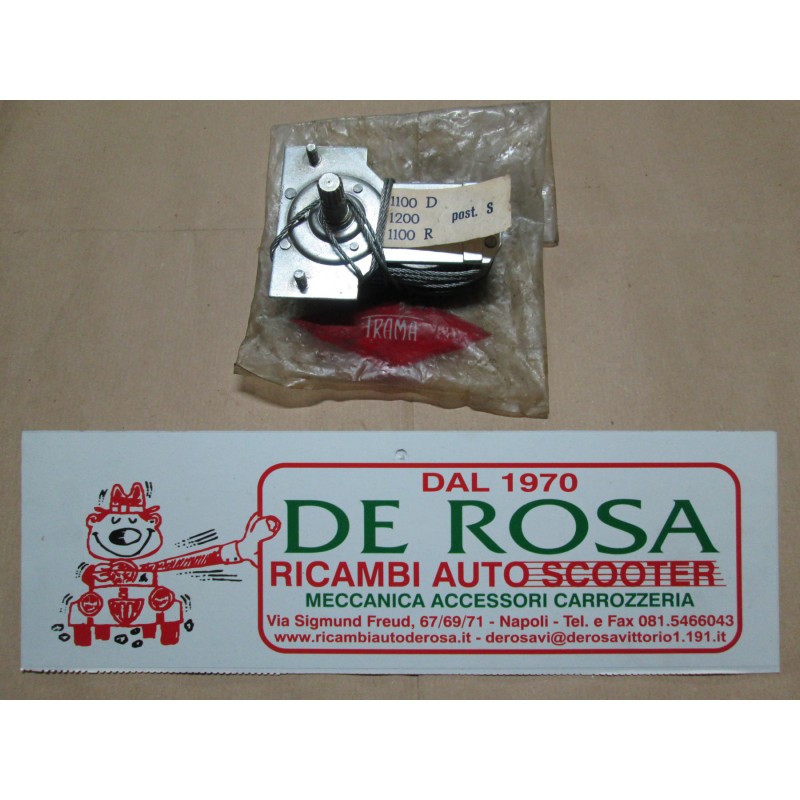 1100 D
1200 post. S
1100 R
TRAMA
DAL 1970
DE ROSA
RICAMBI AUTO SCOOTER
MECCANICA ACCESSORI CARROZZERIA
Via Sigmund Freud, 67/69/71 - Napoli - Tel. e Fax 081.5466043
www.ricambiautoderosa.it - derosavi@derosavittorio1.191.it